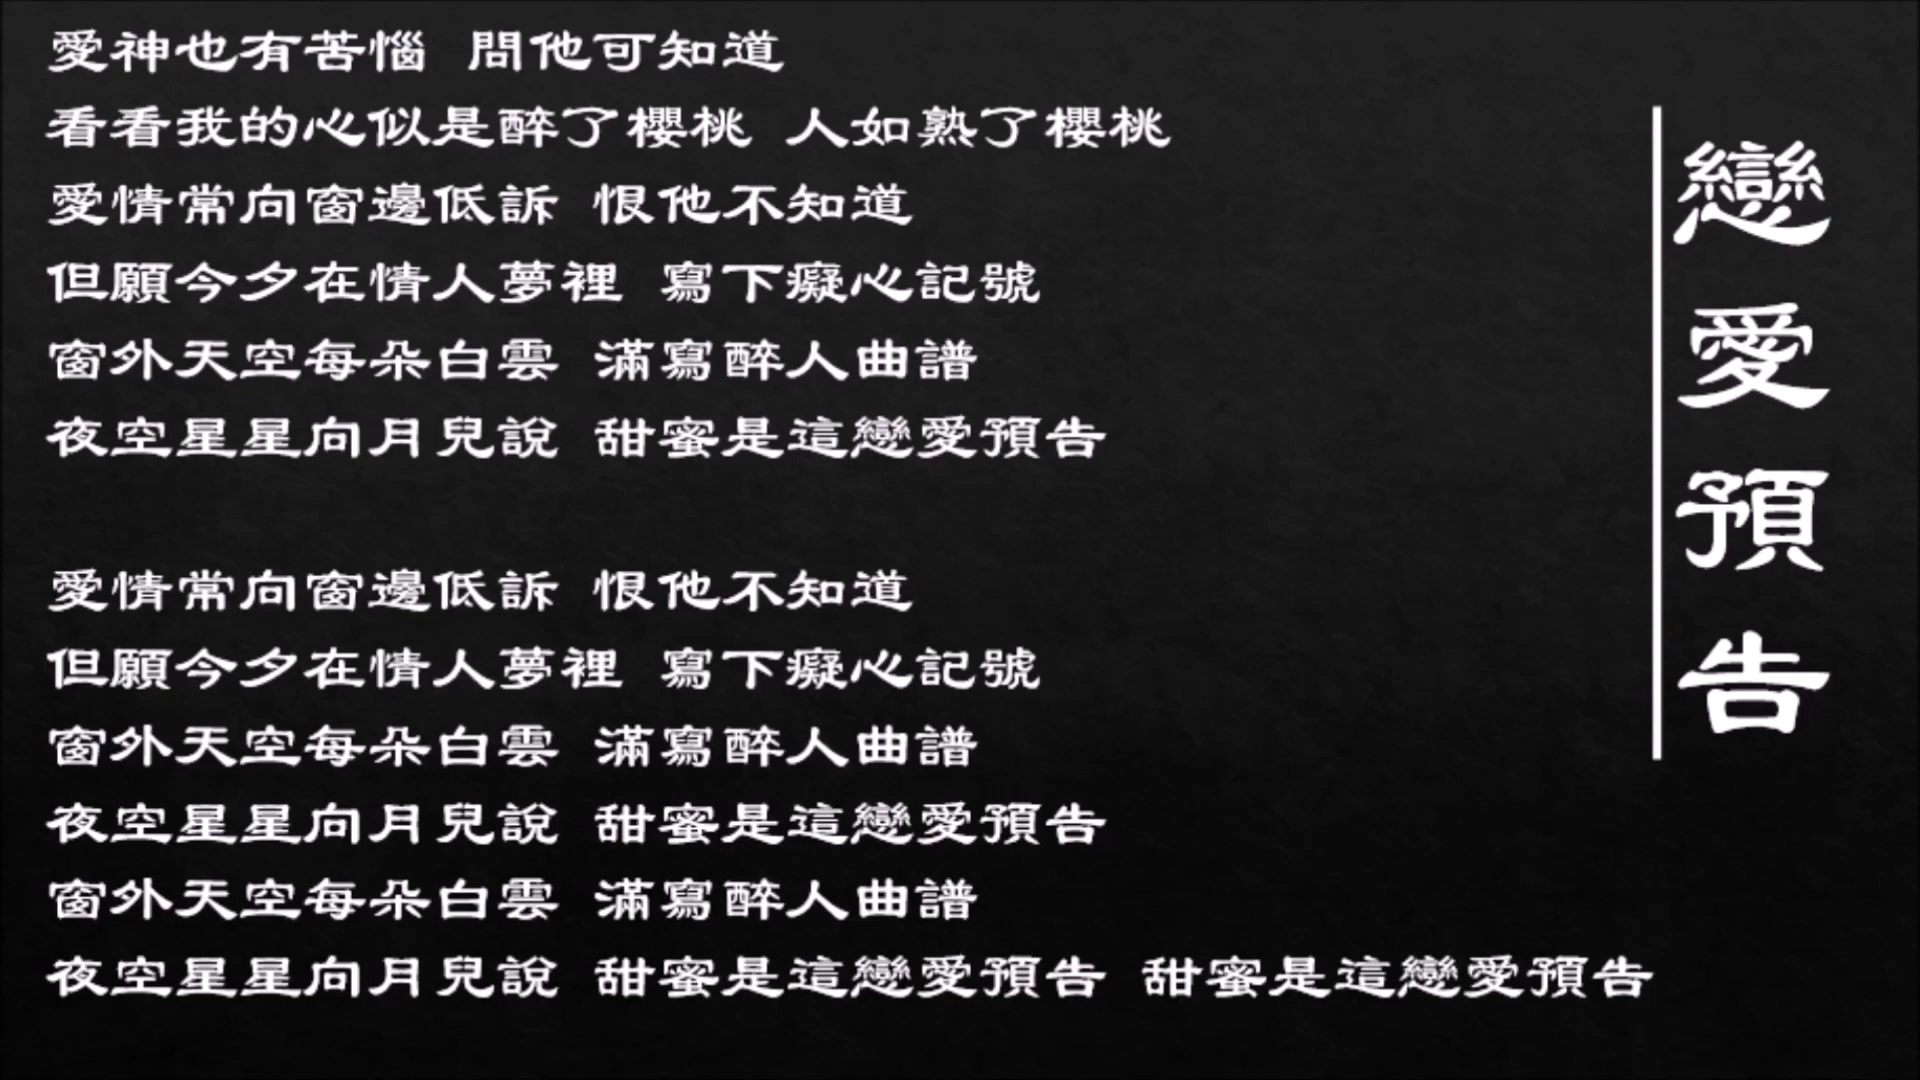 愛神也有苦惱 問他可知道
看看我的心似是醉了櫻桃 人如熟了櫻桃
愛情常向窗邊低訴 恨他不知道
但願今夕在情人夢裡 寫下癡心記號
窗外天空每朵白雲 滿寫醉人曲譜
夜空星星向月兒說 甜蜜是這戀愛預告
愛情常向窗邊低訴 恨他不知道
但願今夕在情人夢裡 寫下癡心記號
窗外天空每朵白雲 滿寫醉人曲譜
夜空星星向月兒說 甜蜜是這戀愛預告
窗外天空每朵白雲 滿寫醉人曲譜
夜空星星向月兒說 甜蜜是這戀愛預告 甜蜜是這戀愛預告
戀愛預告